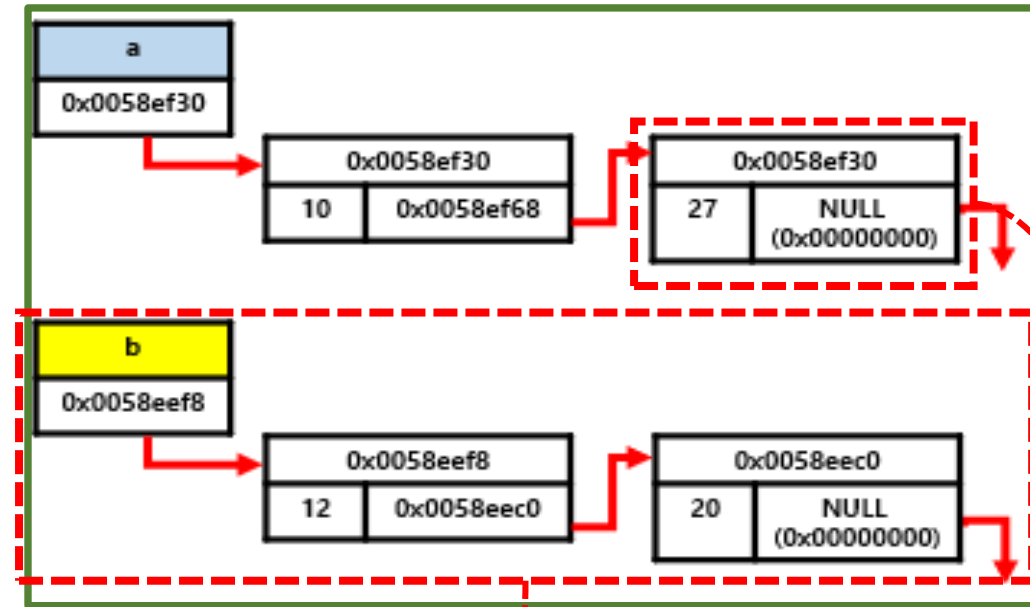 a
0x0058ef30
0x0058ef30
10 0x0058ef68
0x0058ef30
27 NULL
(0x00000000)
b
0x0058eef8
0x0058eef8
12 0x0058eec0
0x0058eec0
20 NULL
(0x00000000)